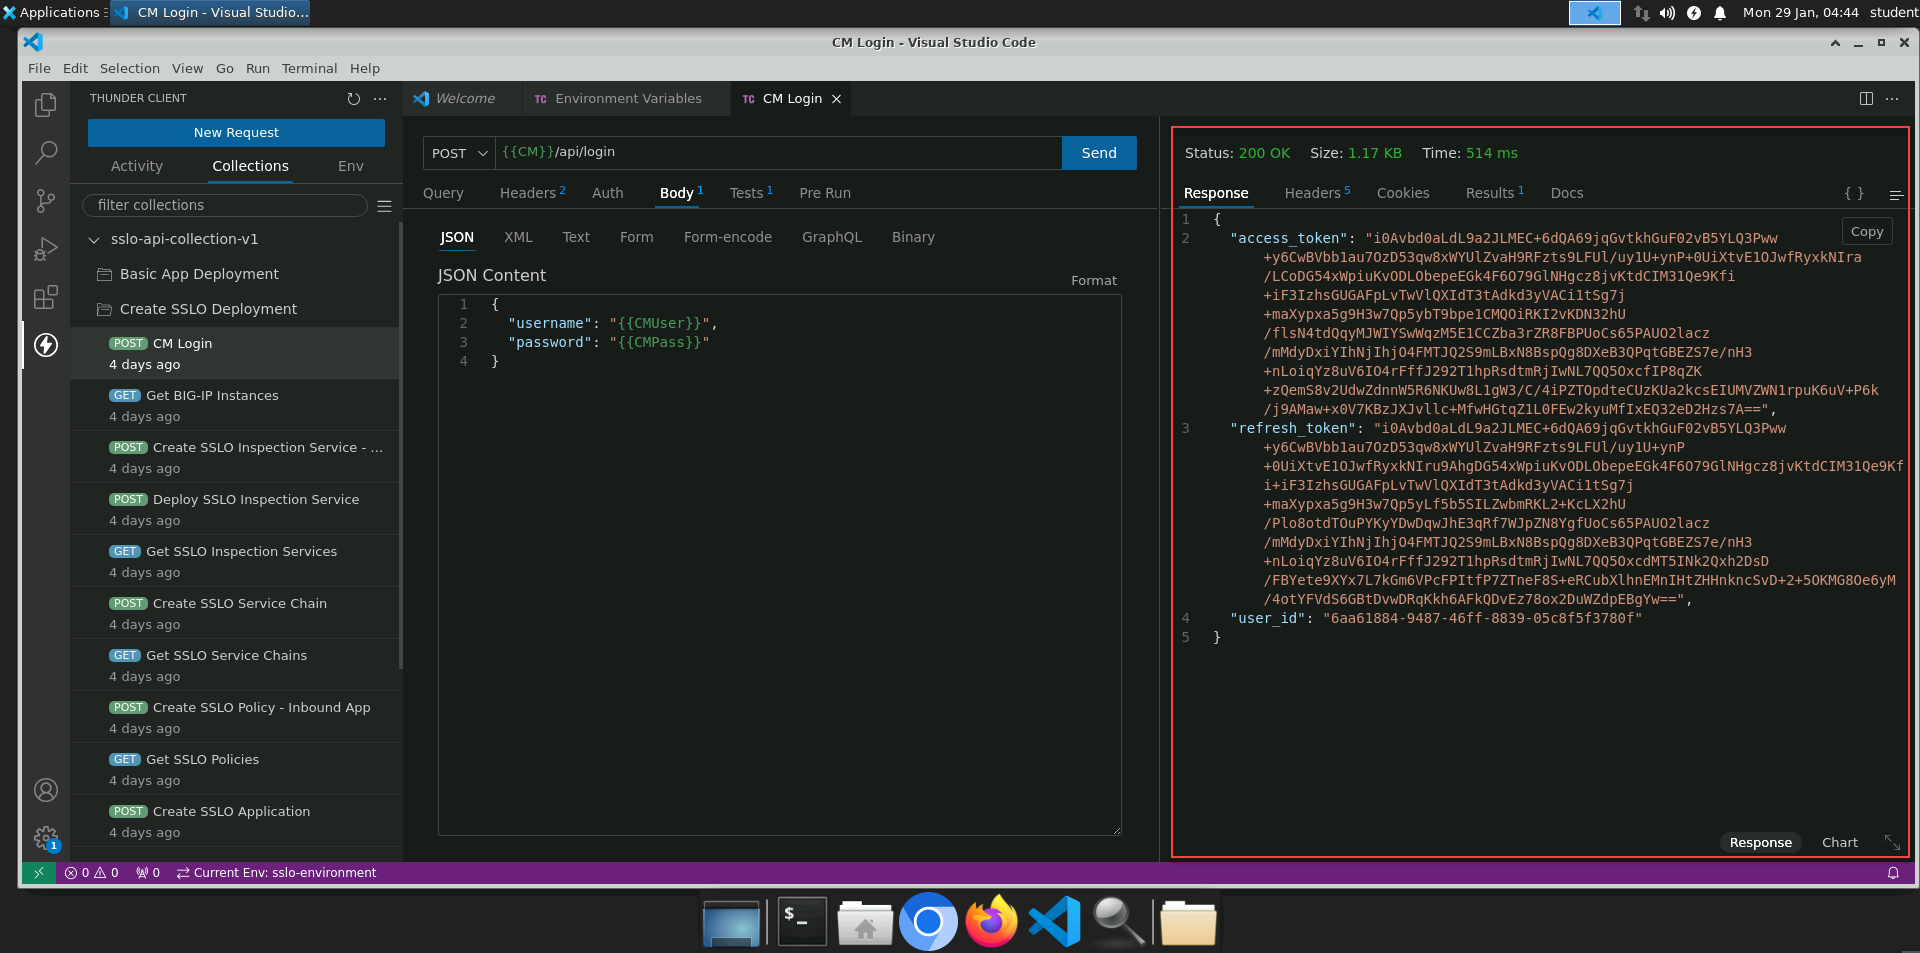 Applications
CM Login - Visual Studio...
Mon 29 Jan, 04:44
student
CM Login - Visual Studio Code
File Edit Selection View Go Run Terminal Help
THUNDER CLIENT
New Request
Activity Collections Env
filter collections
sslo-api-collection-v1
Basic App Deployment
Create SSLO Deployment
POST CM Login
4 days ago
GET Get BIG-IP Instances
4 days ago
POST Create SSLO Inspection Service - ...
4 days ago
POST Deploy SSLO Inspection Service
4 days ago
GET Get SSLO Inspection Services
4 days ago
POST Create SSLO Service Chain
4 days ago
GET Get SSLO Service Chains
4 days ago
POST Create SSLO Policy - Inbound App
4 days ago
GET Get SSLO Policies
4 days ago
POST Create SSLO Application
4 days ago
1
Welcome
TC Environment Variables
TC CM Login
POST {{CM}}/api/login Send
Query Headers 2 Auth Body 1 Tests 1 Pre Run
JSON XML Text Form Form-encode GraphQL Binary
JSON Content
Format
1 {
2 "username": "{{CMUser}}",
3 "password": "{{CMPass}}"
4 }
Status: 200 OK Size: 1.17 KB Time: 514 ms
Response Headers 5 Cookies Results 1 Docs { }
Copy
1 {
2 "access_token": "i0Avbd0aLdL9a2JLMEC+6dQA69jqGvtkhGuF02vB5YLQ3Pww
+y6CwBVbb1au7OzD53qw8xWYUlZvaH9RFzts9LFUl/uy1U+ynP+0UiXtvE1OJwfRyxkNIra
/LCoDG54xWpiuKvODLObepeEGk4F6O79GlNHgcz8jvKtdCIM31Qe9Kfi
+iF3IzhsGUGAFpLvTwVlQXIdT3tAdkd3yVACi1tSg7j
+maXypxa5g9H3w7Qp5ybT9bpe1CMQOiRKI2vKDN32hU
/flsN4tdQqyMJWIYSwWqzM5E1CCZba3rZR8FBPUoCs65PAUO2lacz
/mMdyDxiYIhNjIhjO4FMTJQ2S9mLBxN8BspQg8DXeB3QPqtGBEZS7e/nH3
+nLoiqYz8uV6IO4rFffJ292T1hpRsdtmRjIwNL7QQ5OxcfIP8qZK
+zQemS8v2UdwZdnnW5R6NKUw8L1gW3/C/4iPZTOpdteCUzKUa2kcsEIUMVZWN1rpuK6uV+P6k
/j9AMaw+x0V7KBzJXJvllc+MfwHGtqZ1L0FEw2kyuMfIxEQ32eD2Hzs7A==",
3 "refresh_token": "i0Avbd0aLdL9a2JLMEC+6dQA69jqGvtkhGuF02vB5YLQ3Pww
+y6CwBVbb1au7OzD53qw8xWYUlZvaH9RFzts9LFUl/uy1U+ynP
+0UiXtvE1OJwfRyxkNIru9AhgDG54xWpiuKvODLObepeEGk4F6O79GlNHgcz8jvKtdCIM31Qe9Kf
i+iF3IzhsGUGAFpLvTwVlQXIdT3tAdkd3yVACi1tSg7j
+maXypxa5g9H3w7Qp5yLf5b5SILZwbmRKL2+KcLX2hU
/Plo8otdTOuPYKyYDwDqwJhE3qRf7WJpZN8YgfUoCs65PAUO2lacz
/mMdyDxiYIhNjIhjO4FMTJQ2S9mLBxN8BspQg8DXeB3QPqtGBEZS7e/nH3
+nLoiqYz8uV6IO4rFffJ292T1hpRsdtmRjIwNL7QQ5OxcdMT5INk2Qxh2DsD
/FBYete9XYx7L7kGm6VPcFPItfP7ZTneF8S+eRCubXlhnEMnIHtZHHnkncSvD+2+5OKMG8Oe6yM
/4otYFVdS6GBtDvwDRqKkh6AFkQDvEz78ox2DuWZdpEBgYw==",
4 "user_id": "6aa61884-9487-46ff-8839-05c8f5f3780f"
5 }
Response Chart
0 0 0 Current Env: sslo-environment
$_